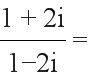 1 + 2i
1−2i
=